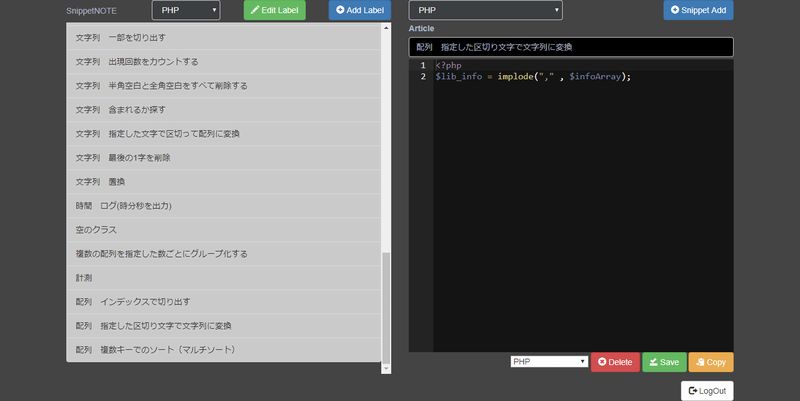 SnippetNOTE PHP Edit Label Add Label
文字列　一部を切り出す
文字列　出現回数をカウントする
文字列　半角空白と全角空白をすべて削除する
文字列　含まれるか探す
文字列　指定した文字で区切って配列に変換
文字列　最後の1字を削除
文字列　置換
時間　ログ(時分秒を出力)
空のクラス
複数の配列を指定した数ごとにグループ化する
計測
配列　インデックスで切り出す
配列　指定した区切り文字で文字列に変換
配列　複数キーでのソート（マルチソート）
PHP Snippet Add
Article
配列　指定した区切り文字で文字列に変換
1 <?php
2 $lib_info = implode("," , $infoArray);
PHP Delete Save Copy
LogOut